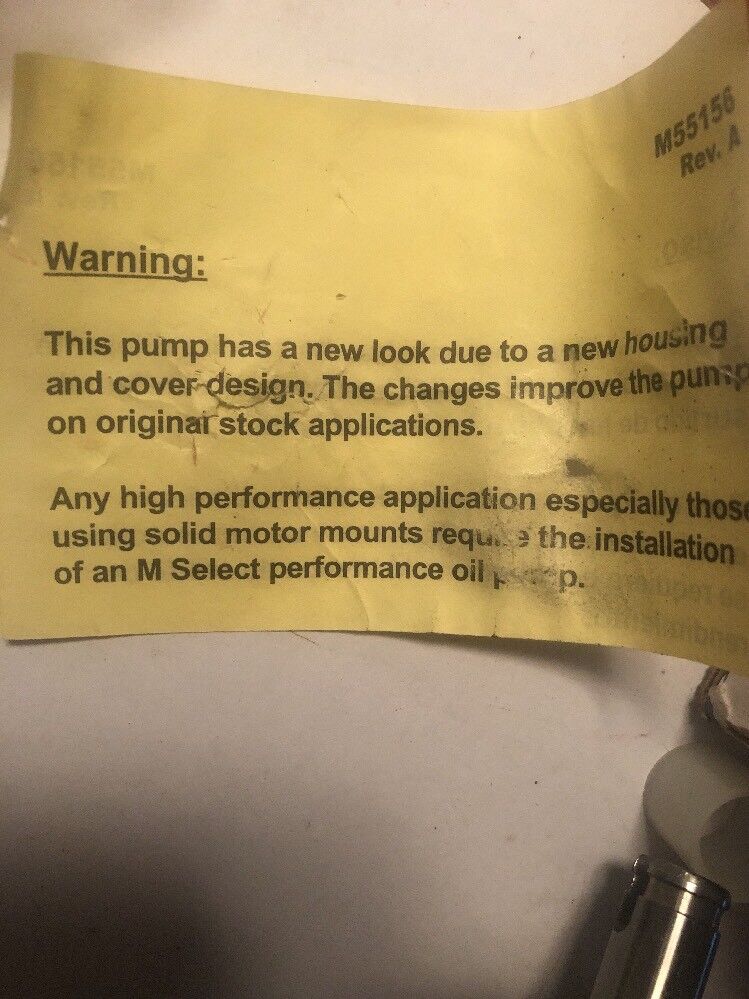 M55156
Rev. A
Warning:
This pump has a new look due to a new housing
and cover design. The changes improve the pump
on original stock applications.
Any high performance application especially those
using solid motor mounts the installation
of an M Select performance oil